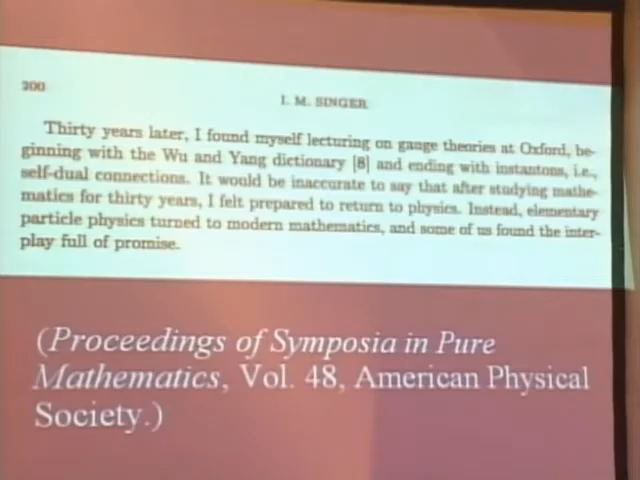 200
I. M. SINGER
Thirty years later, I found myself lecturing on gauge theories at Oxford, be-
ginning with the Wu and Yang dictionary [8] and ending with instantons, i.e.,
self-dual connections. It would be inaccurate to say that after studying mathe-
matics for thirty years, I felt prepared to return to physics. Instead, elementary
particle physics turned to modern mathematics, and some of us found the inter-
play full of promise.
(Proceedings of Symposia in Pure
Mathematics, Vol. 48, American Physical
Society.)